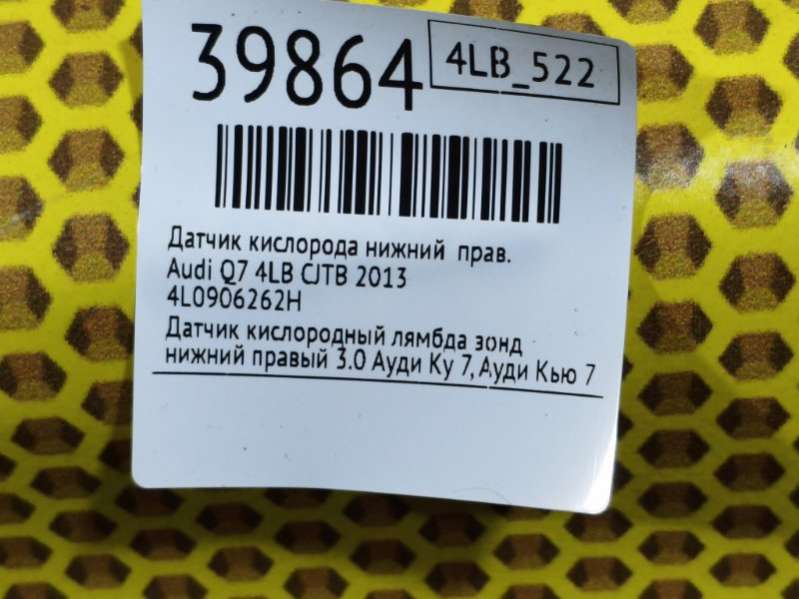 39864
4LB_522
Датчик кислорода нижний прав.
Audi Q7 4LB CJTB 2013
4L0906262H
Датчик кислородный лямбда зонд
нижний правый 3.0 Ауди Ку 7, Ауди Кью 7